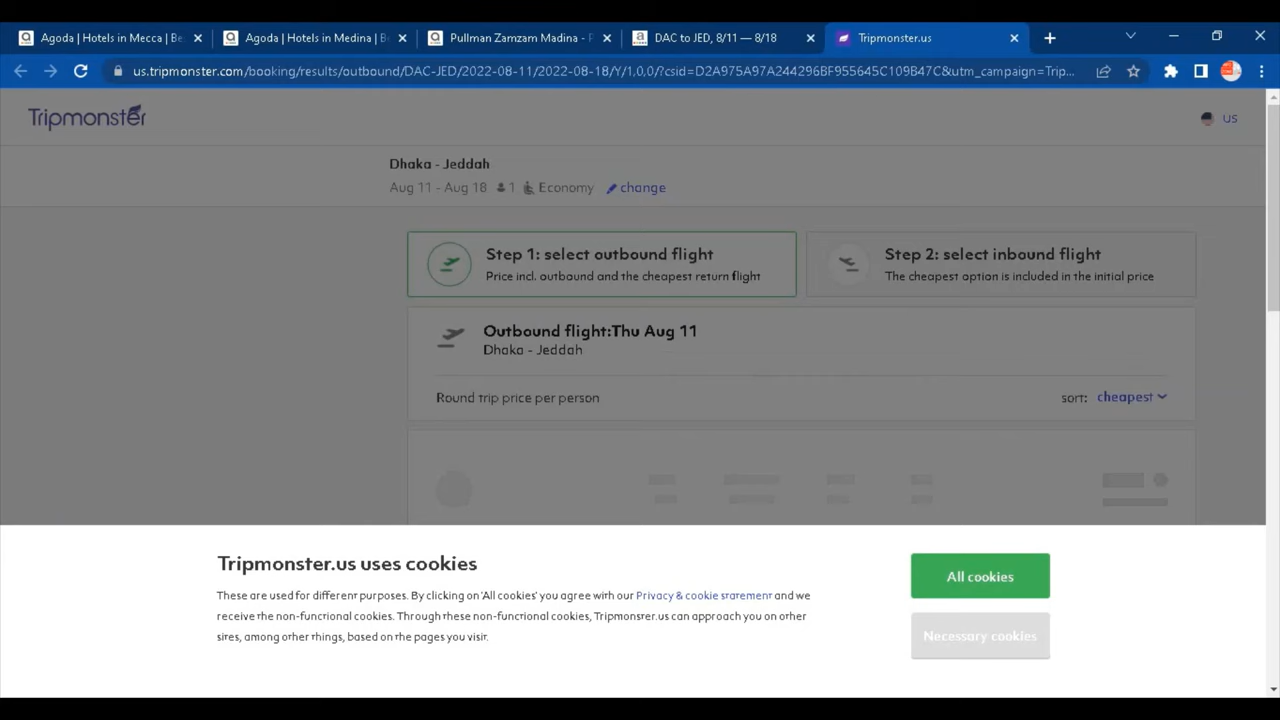 Agoda | Hotels in Mecca | Be
Agoda | Hotels in Medina | B
Pullman Zamzam Madina - P
DAC to JED, 8/11 — 8/18
Tripmonster.us
us.tripmonster.com/booking/results/outbound/DAC-JED/2022-08-11/2022-08-18/Y/1,0,0/?csid=D2A975A97A244296BF955645C109B47C&utm_campaign=Trip...
Tripmonster
US
Dhaka - Jeddah
Aug 11 - Aug 18 1 Economy change
Step 1: select outbound flight
Price incl. outbound and the cheapest return flight
Step 2: select inbound flight
The cheapest option is included in the initial price
Outbound flight:Thu Aug 11
Dhaka - Jeddah
Round trip price per person
sort: cheapest
Tripmonster.us uses cookies
These are used for different purposes. By clicking on 'All cookies' you agree with our Privacy & cookie statement and we
receive the non-functional cookies. Through these non-functional cookies, Tripmonster.us can approach you on other
sites, among other things, based on the pages you visit.
All cookies
Necessary cookies